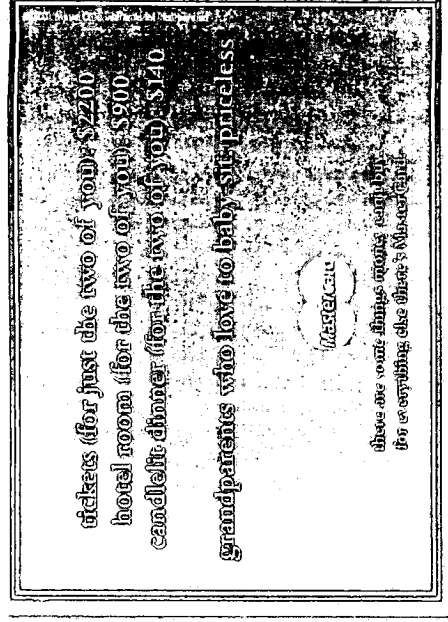 tickets (for just the two of you): $2200
hotel room (for the two of you): $900
candlelit dinner (for the two of you): $140
grandparents who love to baby-sit: priceless
MasterCard
there are some things money can't buy
for everything else there's MasterCard